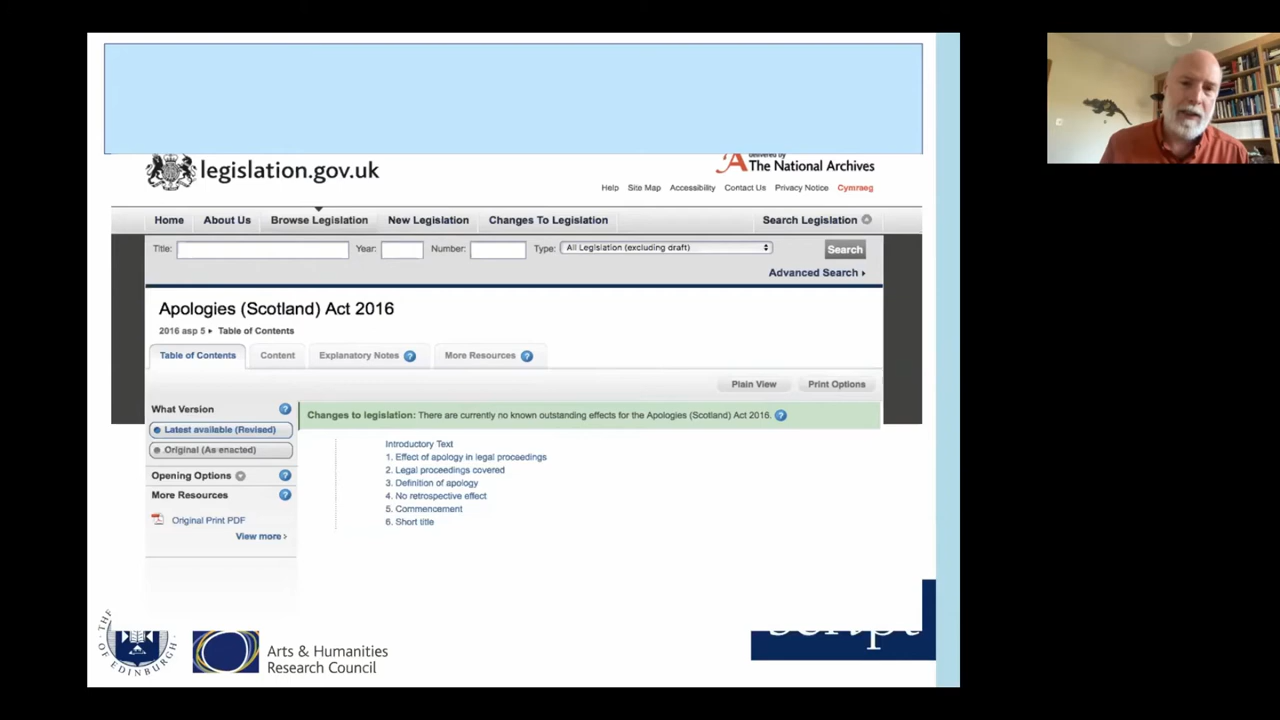 legislation.gov.uk
delivered by
The National Archives
Help Site Map Accessibility Contact Us Privacy Notice Cymraeg
Home About Us Browse Legislation New Legislation Changes To Legislation Search Legislation
Title: Year: Number: Type: All Legislation (excluding draft) Search
Advanced Search
Apologies (Scotland) Act 2016
2016 asp 5 Table of Contents
Table of Contents Content Explanatory Notes ? More Resources ?
Plain View Print Options
What Version ?
Latest available (Revised)
Original (As enacted)
Opening Options ?
More Resources ?
Original Print PDF
View more
Changes to legislation: There are currently no known outstanding effects for the Apologies (Scotland) Act 2016. ?
Introductory Text
1. Effect of apology in legal proceedings
2. Legal proceedings covered
3. Definition of apology
4. No retrospective effect
5. Commencement
6. Short title
THE
OF EDINBURGH
Arts & Humanities
Research Council
script